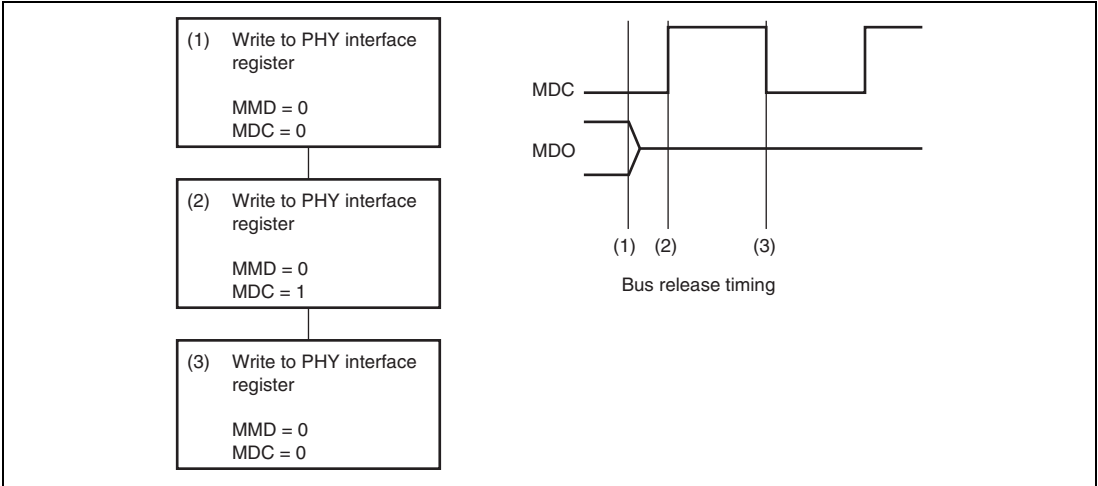 (1) Write to PHY interface
register
MMD = 0
MDC = 0
(2) Write to PHY interface
register
MMD = 0
MDC = 1
(3) Write to PHY interface
register
MMD = 0
MDC = 0
MDC
MDO
(1) (2) (3)
Bus release timing